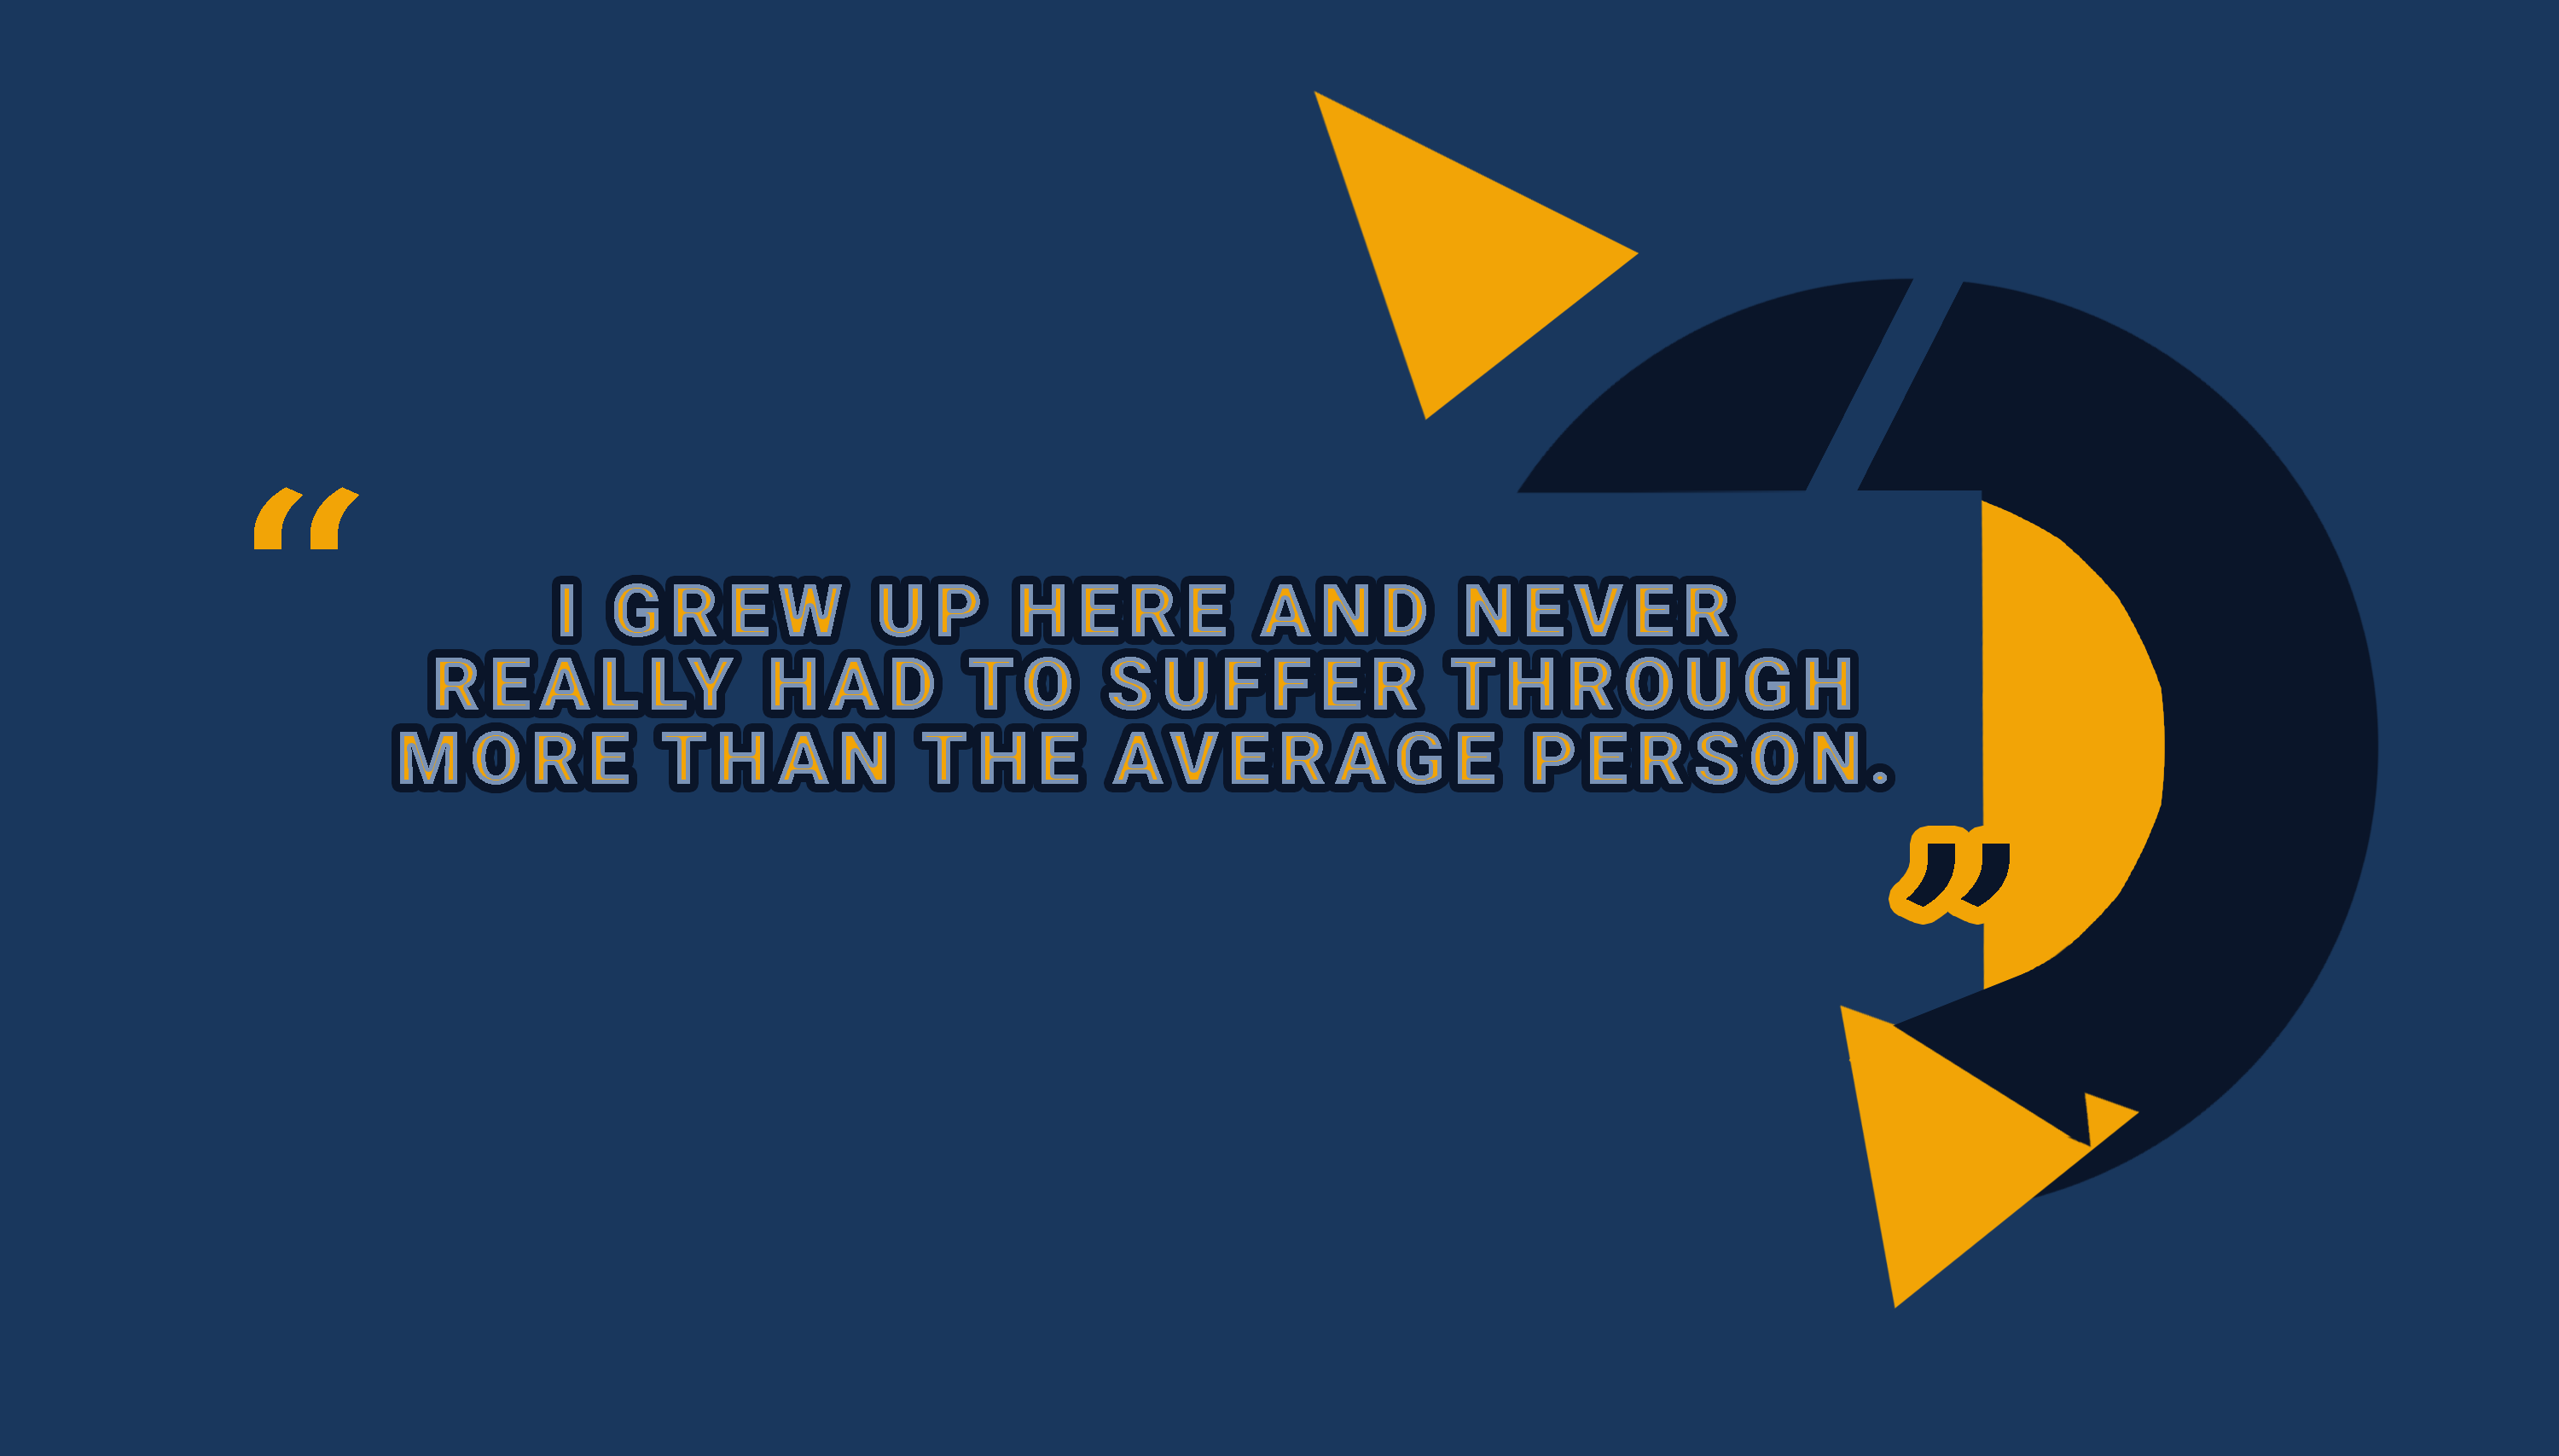 “
I GREW UP HERE AND NEVER
REALLY HAD TO SUFFER THROUGH
MORE THAN THE AVERAGE PERSON.
”